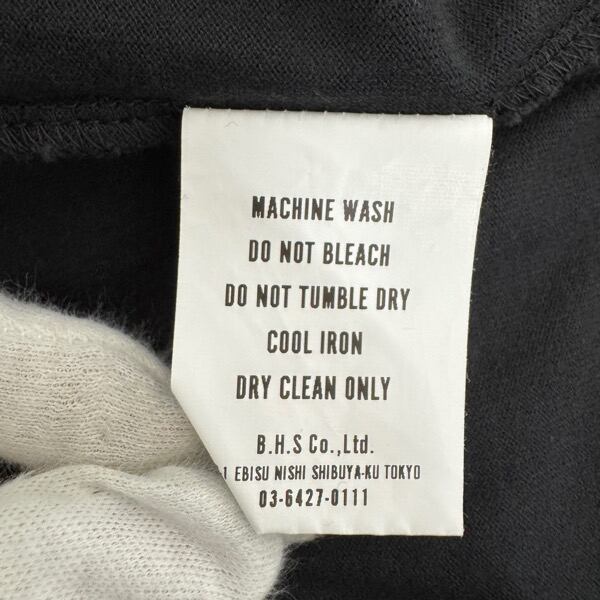 MACHINE WASH
DO NOT BLEACH
DO NOT TUMBLE DRY
COOL IRON
DRY CLEAN ONLY
B.H.S Co.,Ltd.
1 EBISU NISHI SHIBUYA-KU TOKYO
03-6427-0111